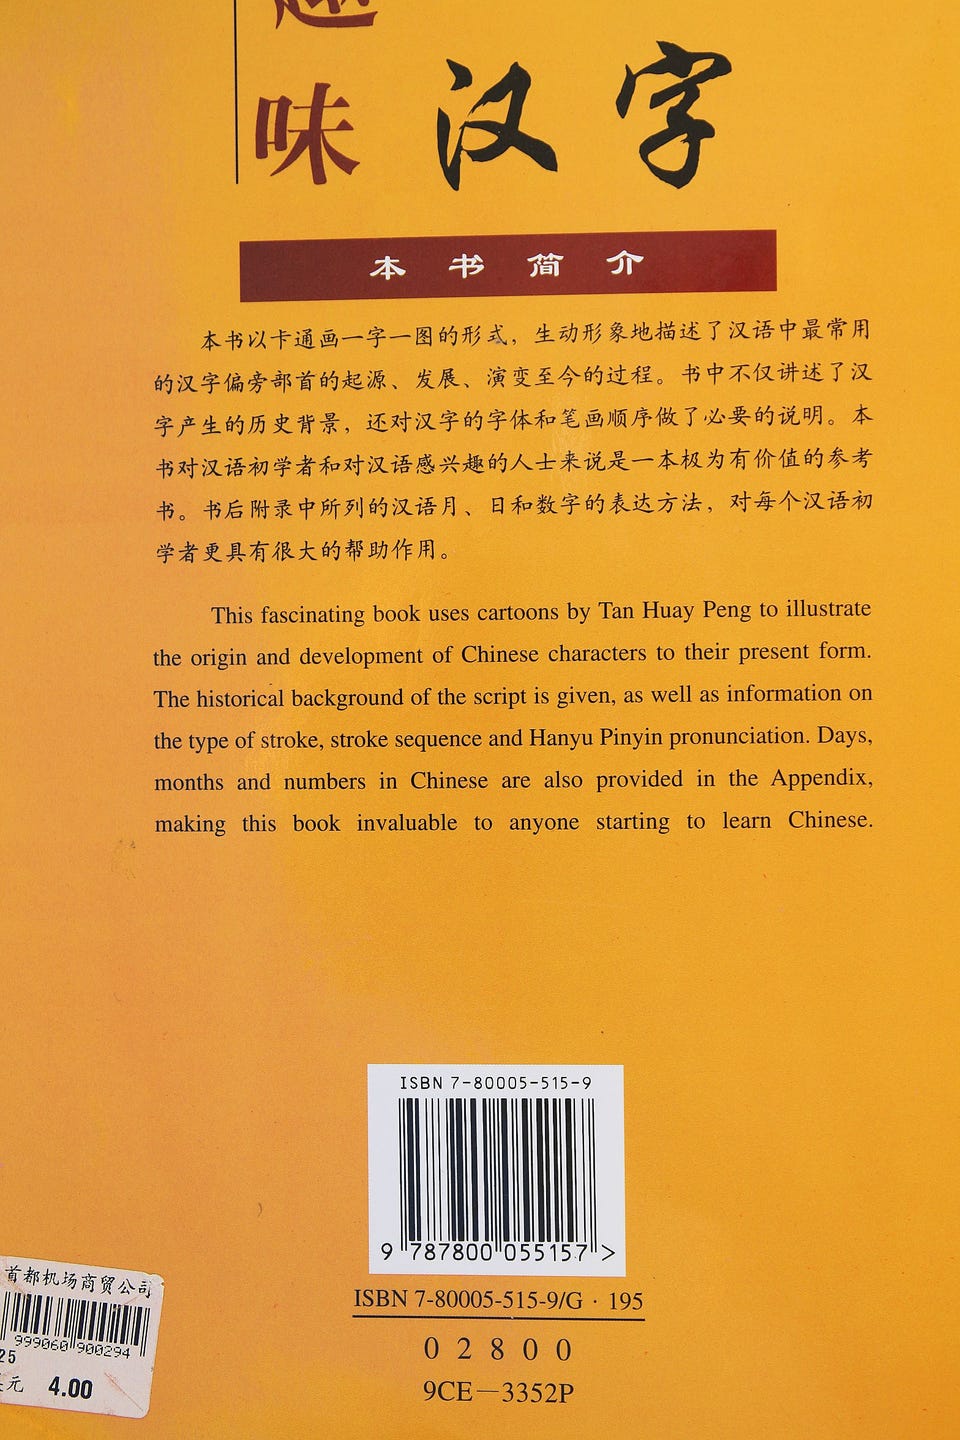 趣
味 汉字
本书简介
本书以卡通画一字一图的形式，生动形象地描述了汉语中最常用
的汉字偏旁部首的起源、发展、演变至今的过程。书中不仅讲述了汉
字产生的历史背景，还对汉字的字体和笔画顺序做了必要的说明。本
书对汉语初学者和对汉语感兴趣的人士来说是一本极为有价值的参考
书。书后附录中所列的汉语月、日和数字的表达方法，对每个汉语初
学者更具有很大的帮助作用。
This fascinating book uses cartoons by Tan Huay Peng to illustrate
the origin and development of Chinese characters to their present form.
The historical background of the script is given, as well as information on
the type of stroke, stroke sequence and Hanyu Pinyin pronunciation. Days,
months and numbers in Chinese are also provided in the Appendix,
making this book invaluable to anyone starting to learn Chinese.
ISBN 7-80005-515-9
9 787800 055157 >
ISBN 7-80005-515-9/G · 195
02800
9CE—3352P
首都机场商贸公司
999060 900294
25
元 4.00